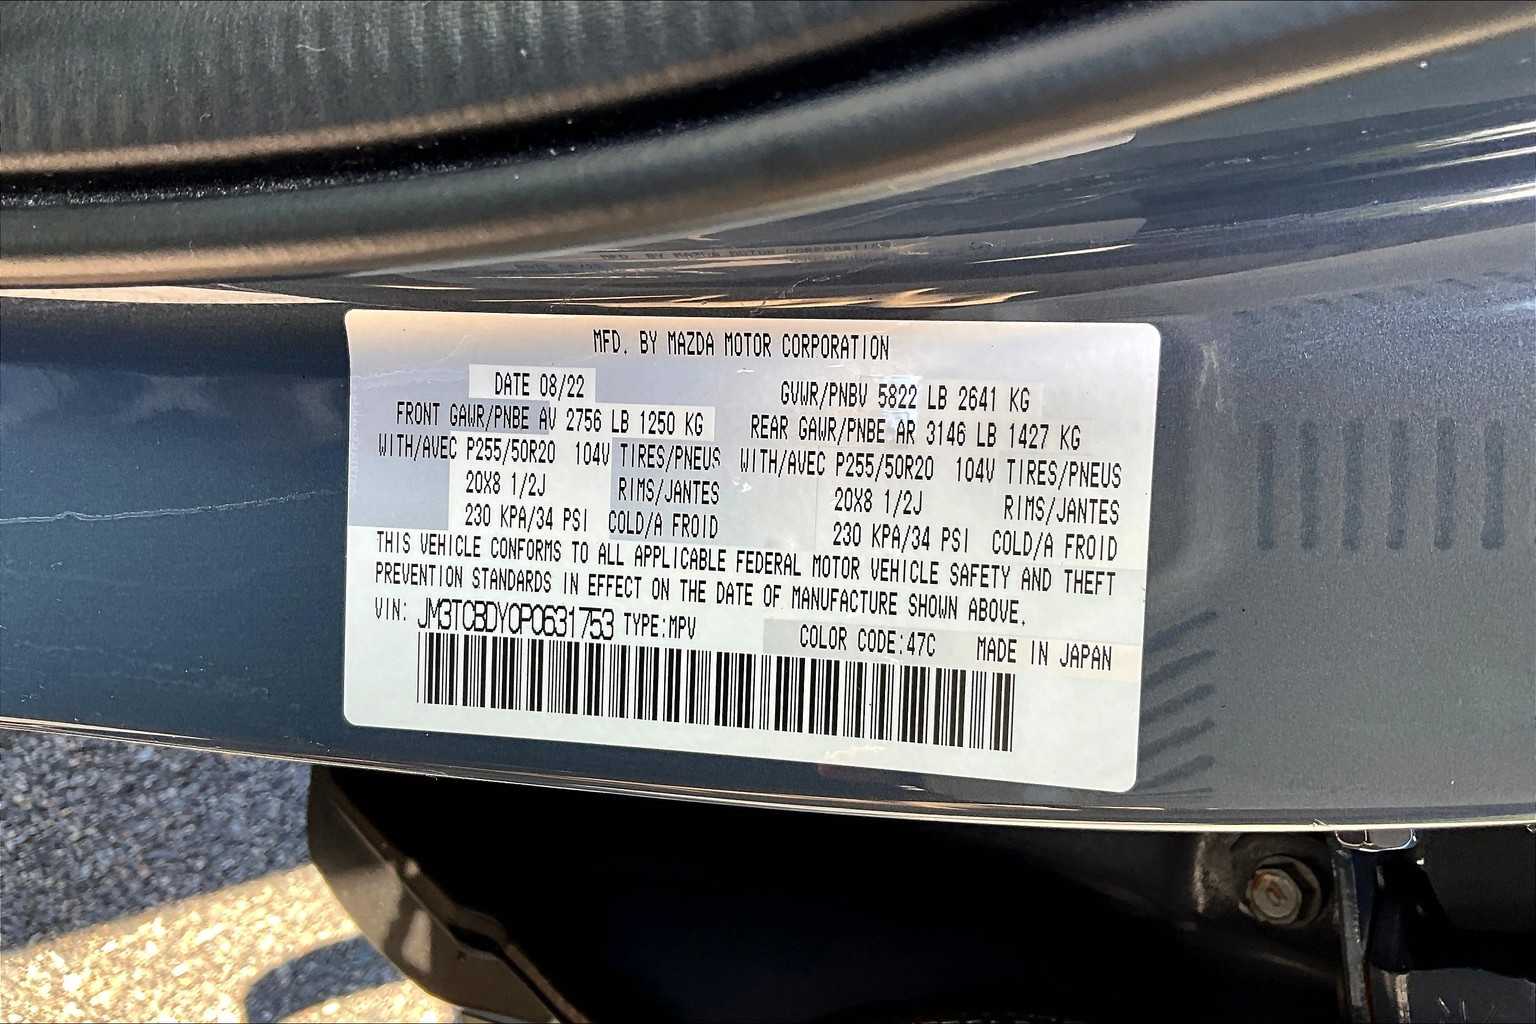 MFD. BY MAZDA MOTOR CORPORATION
DATE 08/22 GVWR/PNBV 5822 LB 2641 KG
FRONT GAWR/PNBE AV 2756 LB 1250 KG REAR GAWR/PNBE AR 3146 LB 1427 KG
WITH/AVEC P255/50R20 104V TIRES/PNEUS WITH/AVEC P255/50R20 104V TIRES/PNEUS
20X8 1/2J RIMS/JANTES 20X8 1/2J RIMS/JANTES
230 KPA/34 PSI COLD/A FROID 230 KPA/34 PSI COLD/A FROID
THIS VEHICLE CONFORMS TO ALL APPLICABLE FEDERAL MOTOR VEHICLE SAFETY AND THEFT
PREVENTION STANDARDS IN EFFECT ON THE DATE OF MANUFACTURE SHOWN ABOVE.
VIN: JM3TCBDY0P0631753 TYPE:MPV COLOR CODE:47C MADE IN JAPAN